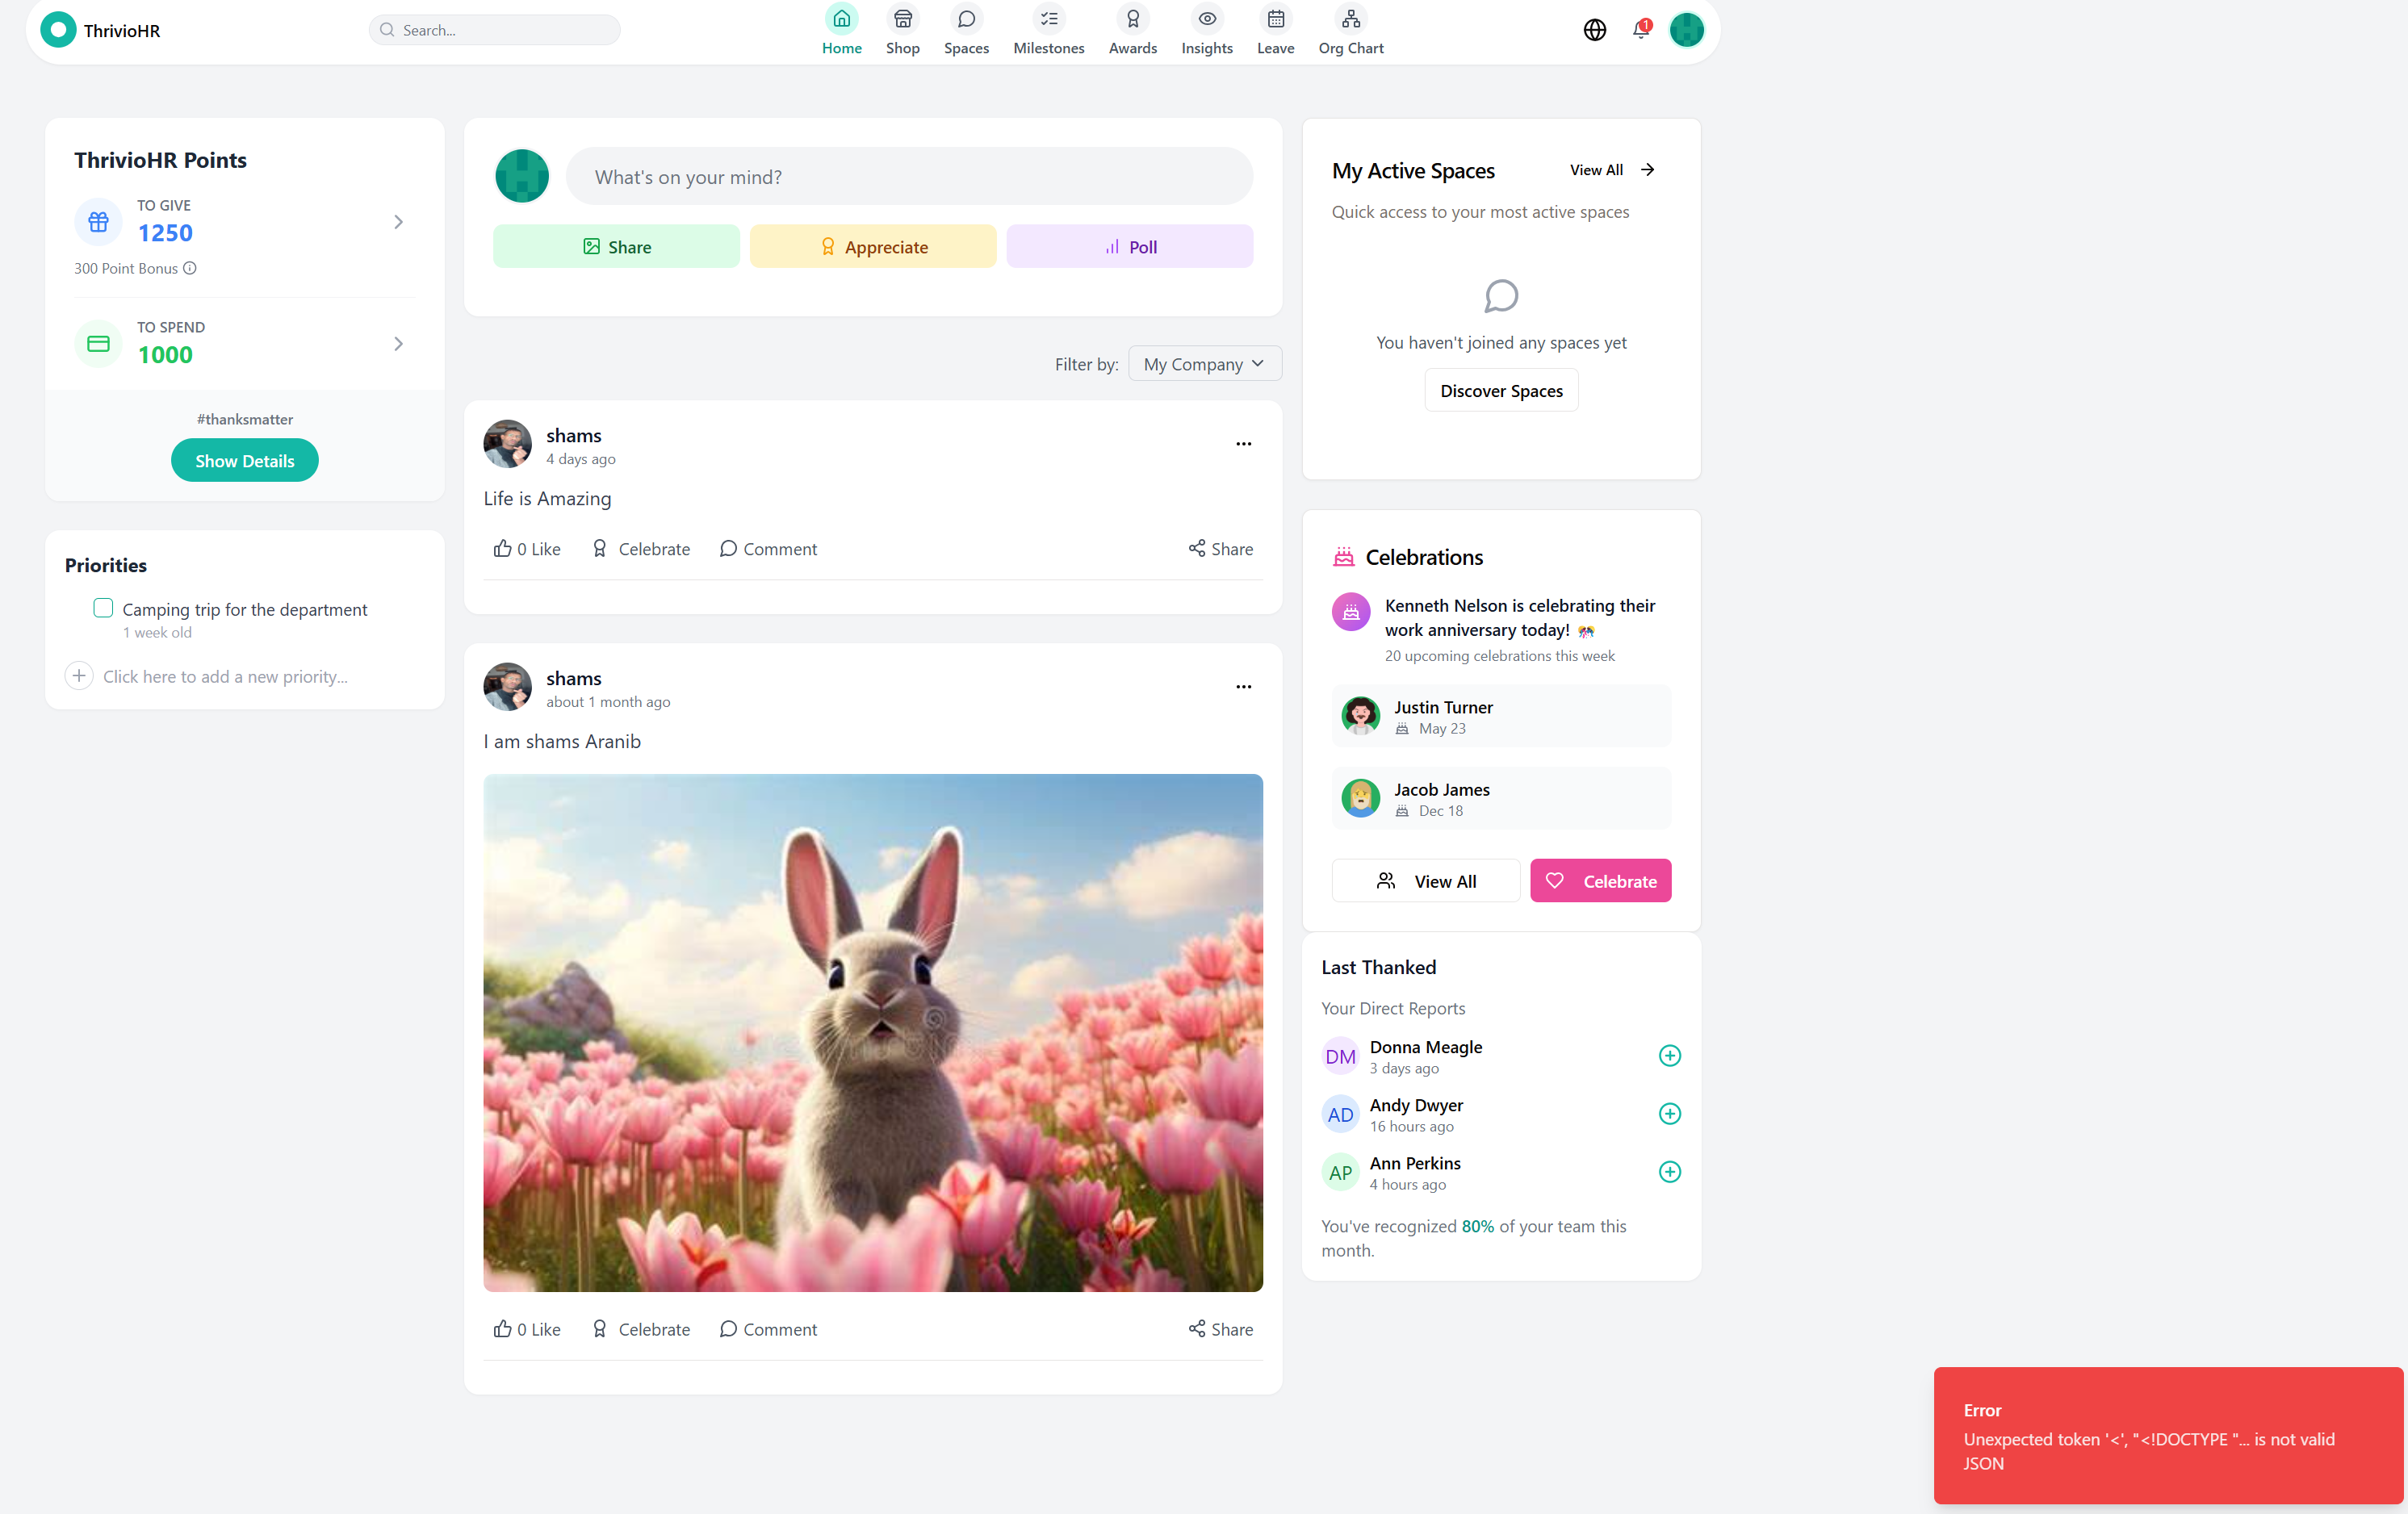 ThrivioHR
Search...
Home
Shop
Spaces
Milestones
Awards
Insights
Leave
Org Chart
1
ThrivioHR Points
TO GIVE
1250
300 Point Bonus
TO SPEND
1000
#thanksmatter
Show Details
Priorities
Camping trip for the department
1 week old
Click here to add a new priority...
What's on your mind?
Share
Appreciate
Poll
Filter by:
My Company
shams
4 days ago
Life is Amazing
0 Like
Celebrate
Comment
Share
shams
about 1 month ago
I am shams Aranib
0 Like
Celebrate
Comment
Share
My Active Spaces
View All
Quick access to your most active spaces
You haven't joined any spaces yet
Discover Spaces
Celebrations
Kenneth Nelson is celebrating their
work anniversary today! 🎊
20 upcoming celebrations this week
Justin Turner
May 23
Jacob James
Dec 18
View All
Celebrate
Last Thanked
Your Direct Reports
DM
Donna Meagle
3 days ago
AD
Andy Dwyer
16 hours ago
AP
Ann Perkins
4 hours ago
You've recognized 80% of your team this
month.
Error
Unexpected token '<', "<!DOCTYPE "... is not valid
JSON